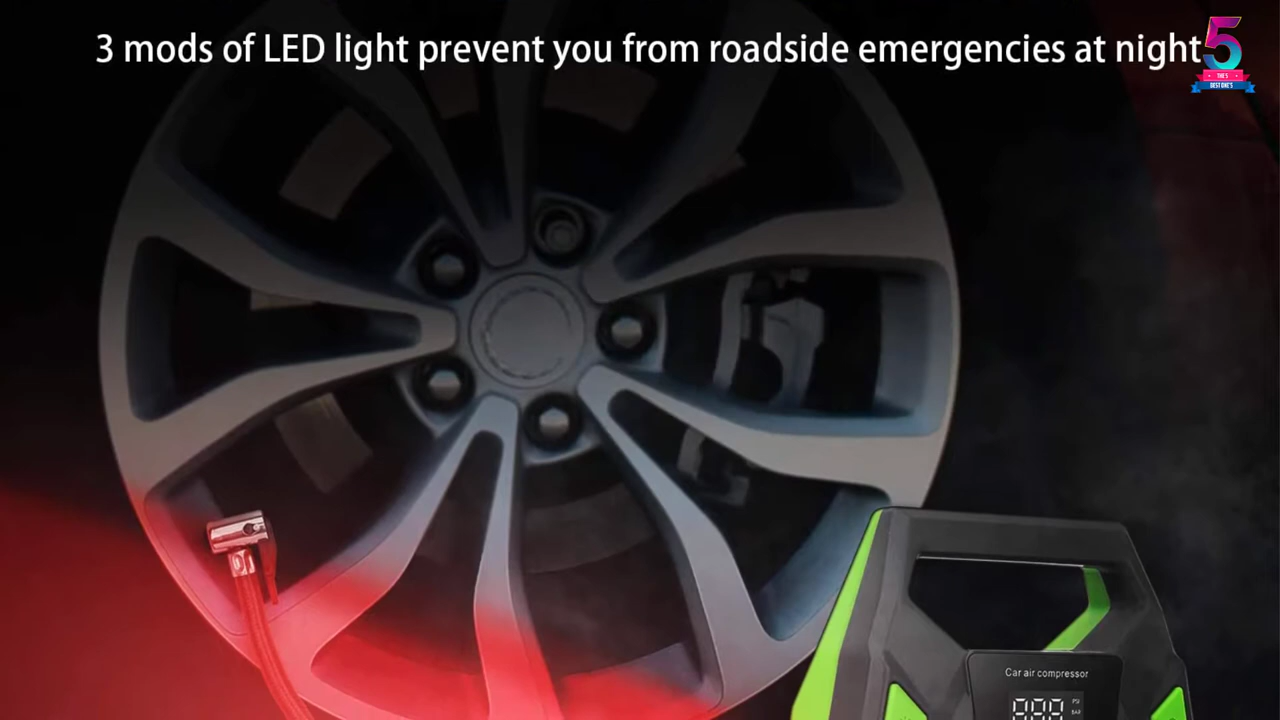 3 mods of LED light prevent you from roadside emergencies at night
5
THE 5
BEST ONE'S
Car air compressor
888
PSI
BAR